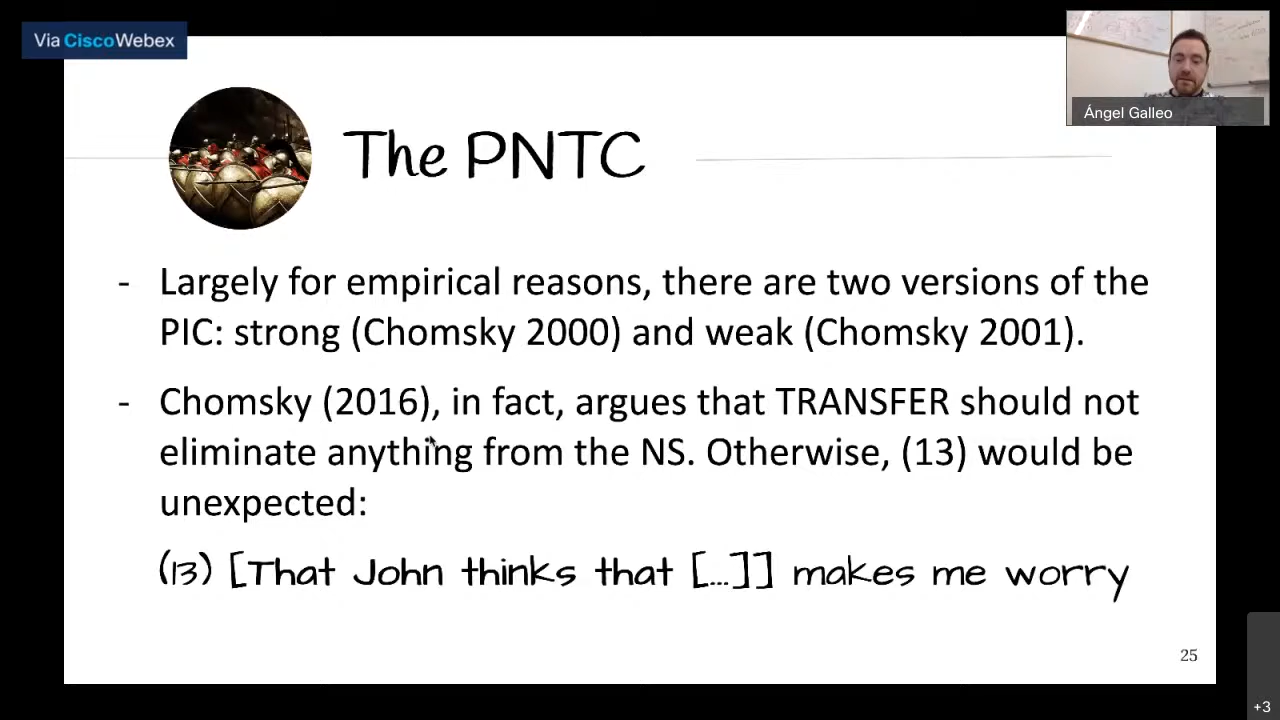 Via CiscoWebex
Ángel Galleo
The PNTC
- Largely for empirical reasons, there are two versions of the
PIC: strong (Chomsky 2000) and weak (Chomsky 2001).
- Chomsky (2016), in fact, argues that TRANSFER should not
eliminate anything from the NS. Otherwise, (13) would be
unexpected:
(13) [That John thinks that [...]] makes me worry
25
+3